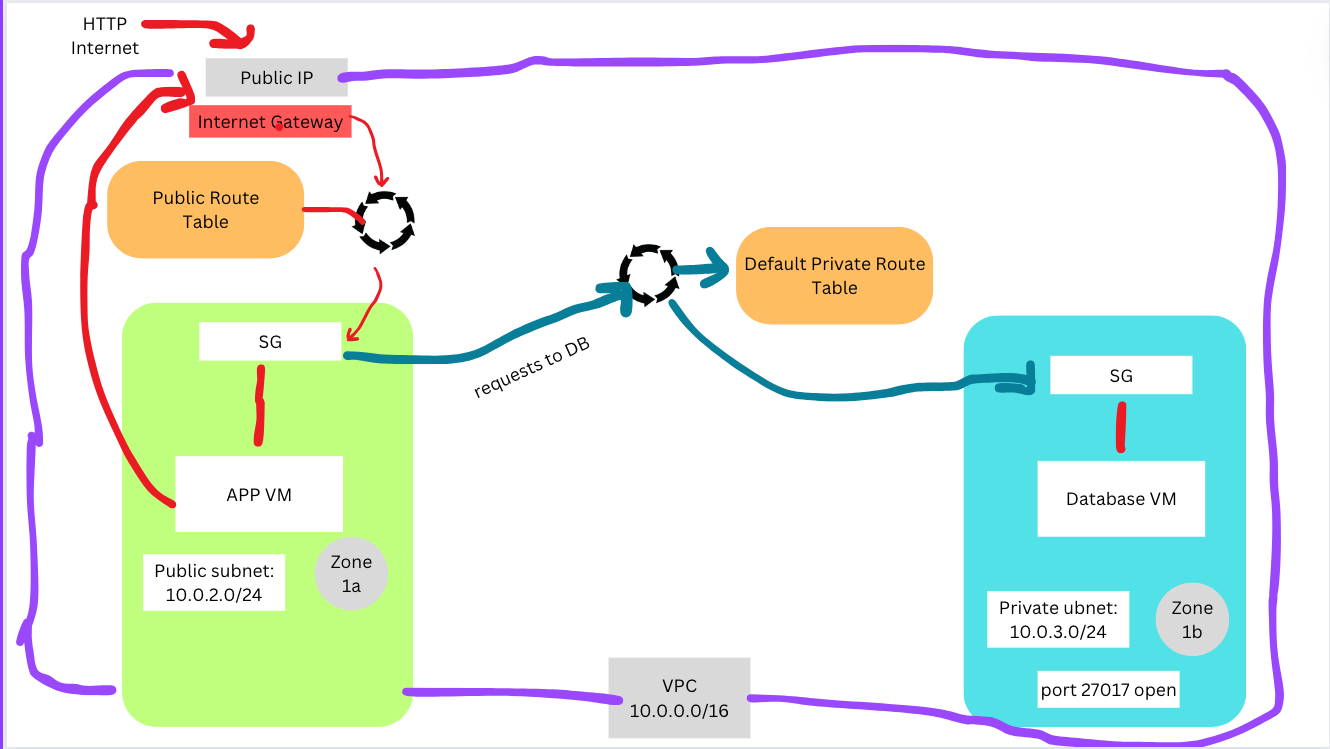 HTTP
Internet
Public IP
Internet Gateway
Public Route
Table
Default Private Route
Table
SG
requests to DB
SG
APP VM
Database VM
Public subnet:
10.0.2.0/24
Zone
1a
Private ubnet:
10.0.3.0/24
Zone
1b
port 27017 open
VPC
10.0.0.0/16